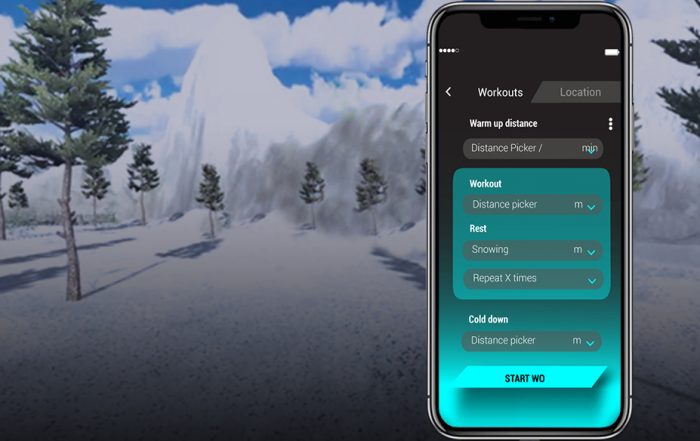 Workouts
Location
Warm up distance
Distance Picker / min
Workout
Distance picker m
Rest
Snowing m
Repeat X times
Cold down
Distance picker m
START WO